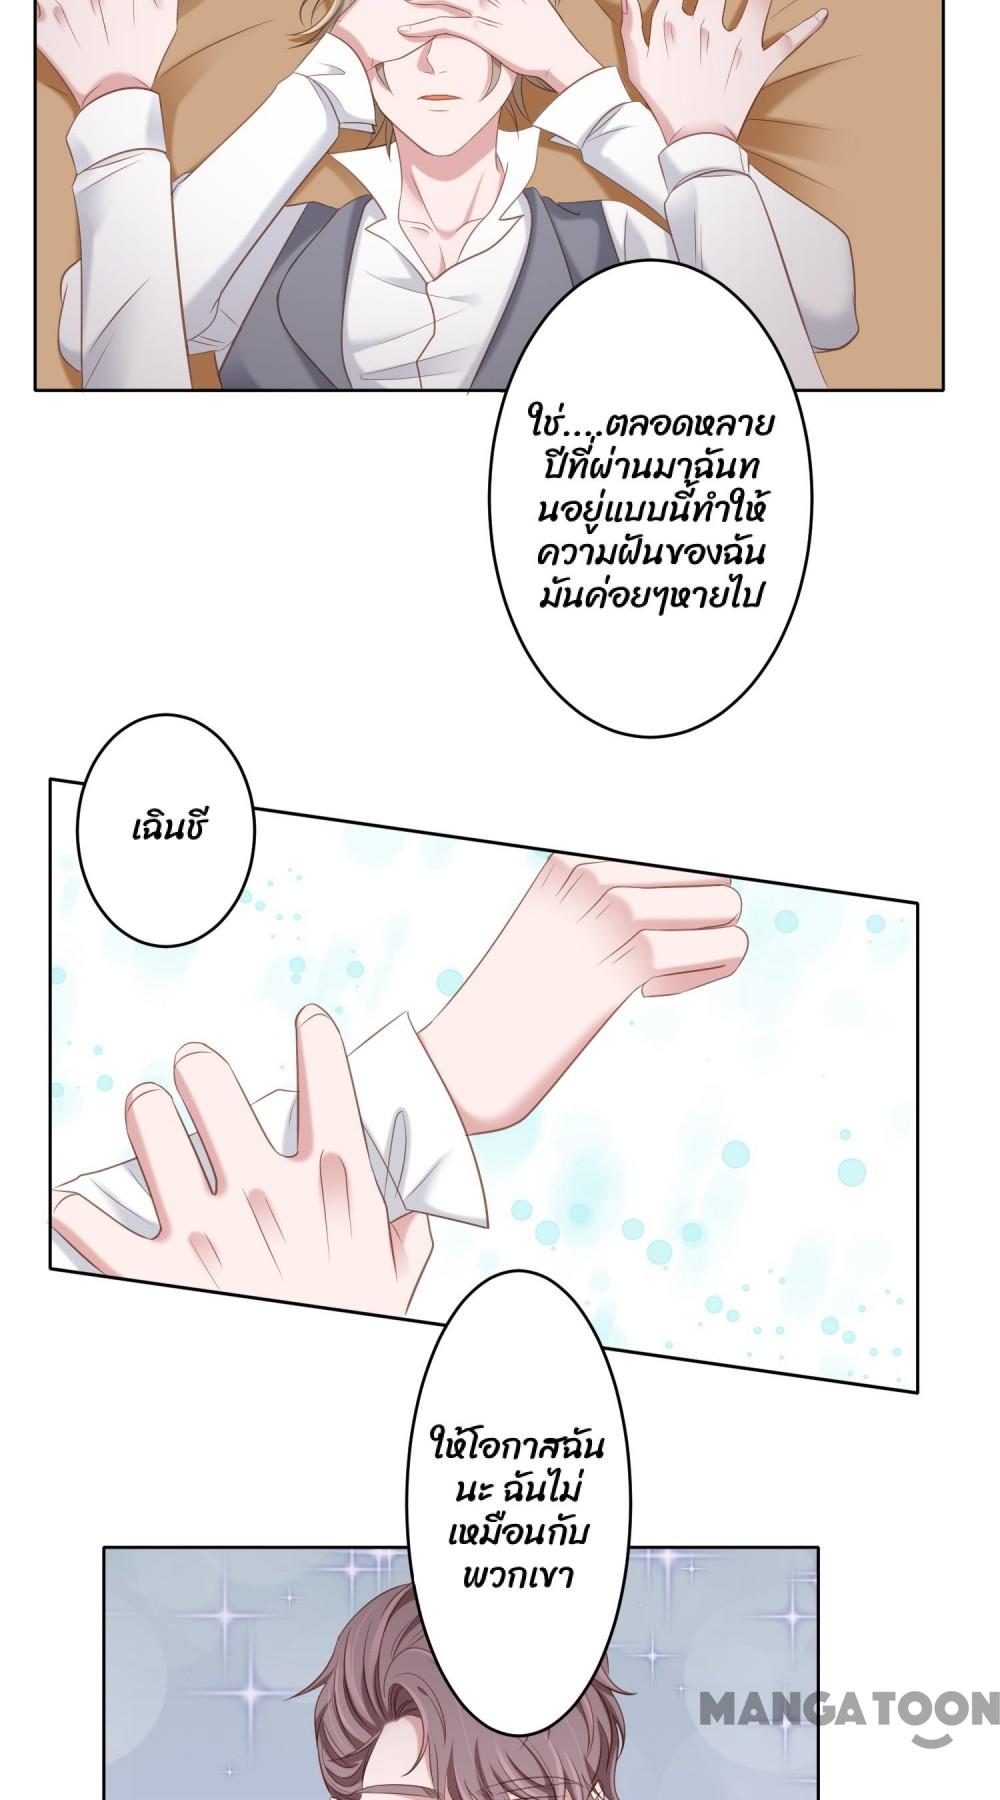 ใช่....ตลอดหลาย
ปีที่ผ่านมาฉันท
นอยู่แบบนี้ทำให้
ความฝันของฉัน
มันค่อยๆหายไป
เฉินชี
ให้โอกาสฉัน
นะ ฉันไม่
เหมือนกับ
พวกเขา
MANGATOON